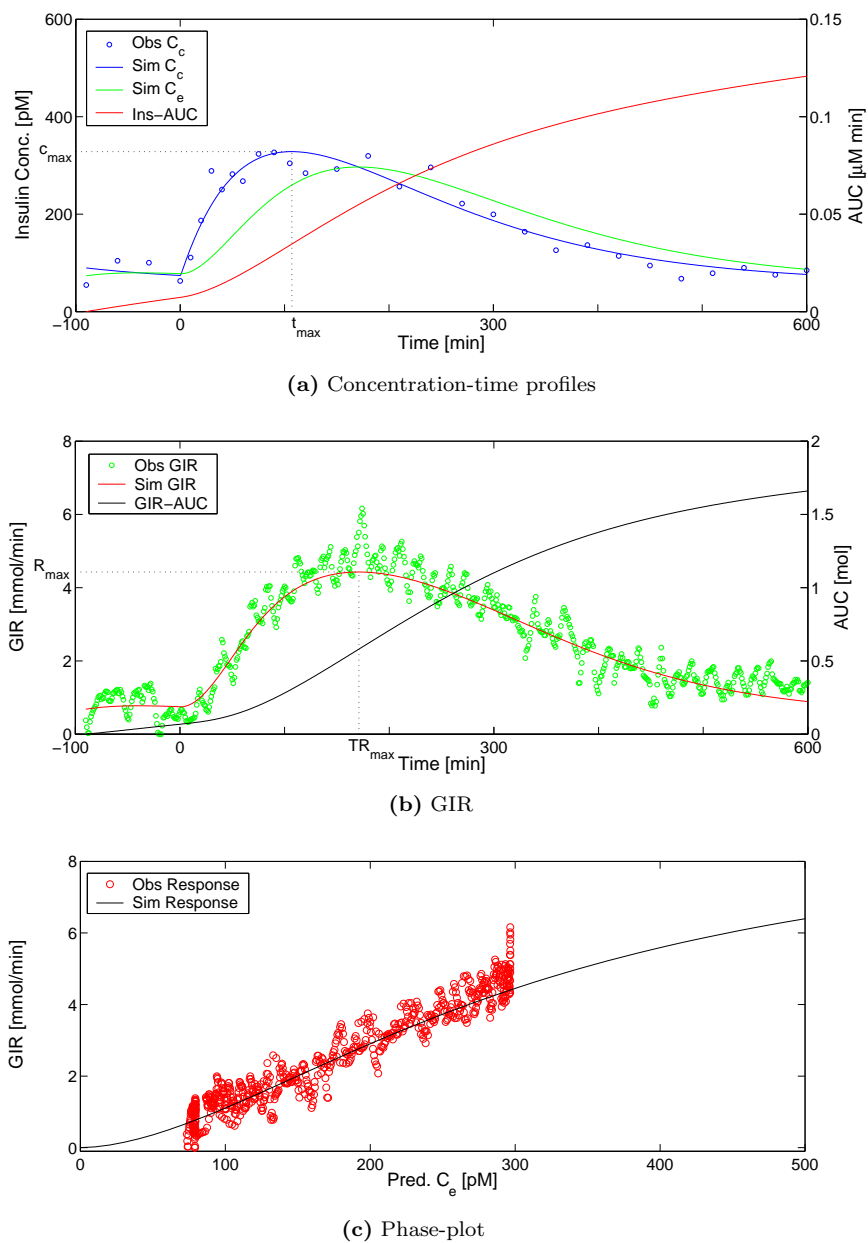 600
400
200
0
Insulin Conc. [pM]
c_max
Obs C_c
Sim C_c
Sim C_e
Ins−AUC
0.15
0.1
0.05
0
AUC [µM min]
−100
0
300
600
t_max
Time [min]
(a) Concentration-time profiles
8
6
4
2
0
GIR [mmol/min]
R_max
Obs GIR
Sim GIR
GIR−AUC
2
1.5
1
0.5
0
AUC [mol]
−100
0
300
600
TR_max
Time [min]
(b) GIR
8
6
4
2
0
GIR [mmol/min]
Obs Response
Sim Response
0
100
200
300
400
500
Pred. C_e [pM]
(c) Phase-plot